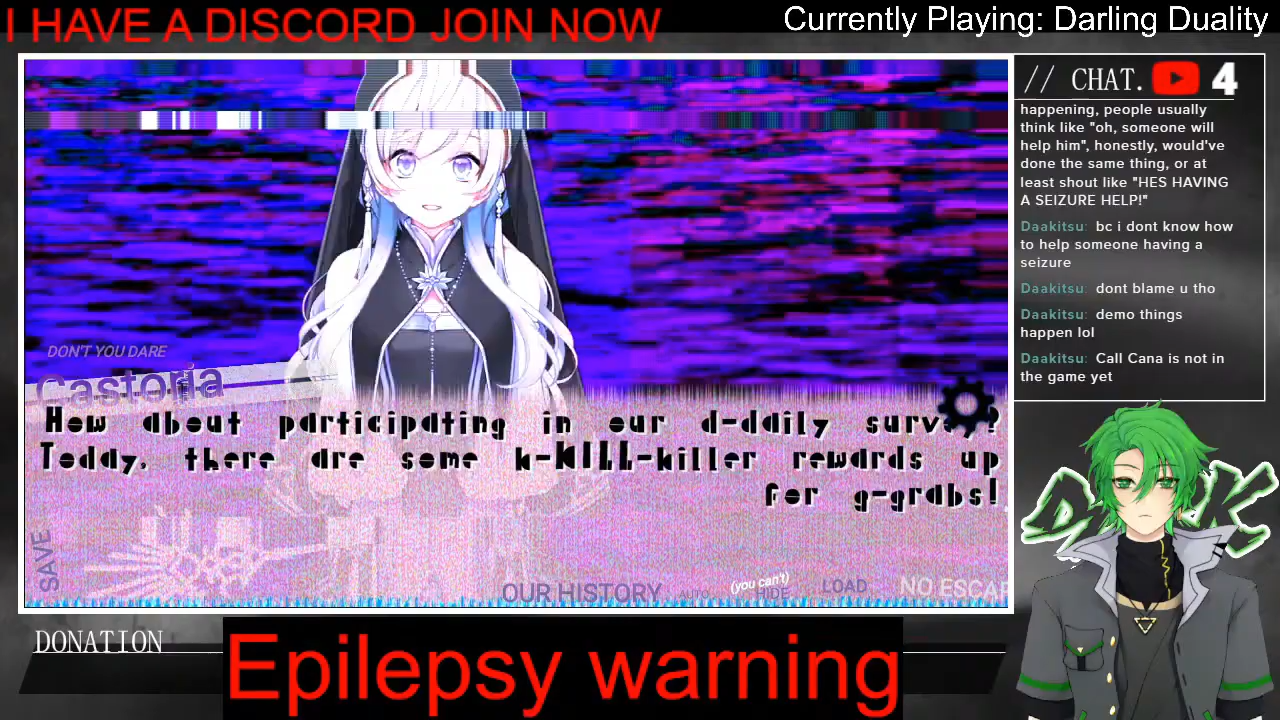 I HAVE A DISCORD JOIN NOW
Currently Playing: Darling Duality
// CHAT. 4
happening, people usually
think like "oh, someone will
help him", honestly, would've
done the same thing, or at
least shout like "HES HAVING
A SEIZURE HELP!"
Daakitsu: bc i dont know how
to help someone having a
seizure
Daakitsu: dont blame u tho
Daakitsu: demo things
happen lol
Daakitsu: Call Cana is not in
the game yet
DON'T YOU DARE
Castoria
How about participating in our d-daily survey?
Today, there are some k-KILL-killer rewards up
for g-grabs!
SAVE
OUR HISTORY
AUTO
(you can't)
HIDE
LOAD
NO ESCAP
DONATION
Epilepsy warning